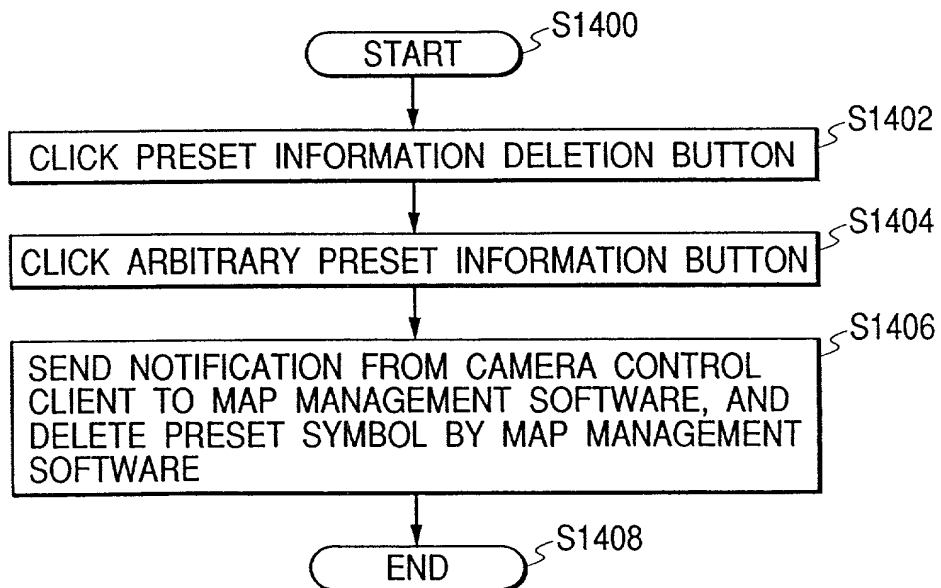 S1400
START
S1402
CLICK PRESET INFORMATION DELETION BUTTON
S1404
CLICK ARBITRARY PRESET INFORMATION BUTTON
S1406
SEND NOTIFICATION FROM CAMERA CONTROL
CLIENT TO MAP MANAGEMENT SOFTWARE, AND
DELETE PRESET SYMBOL BY MAP MANAGEMENT
SOFTWARE
S1408
END